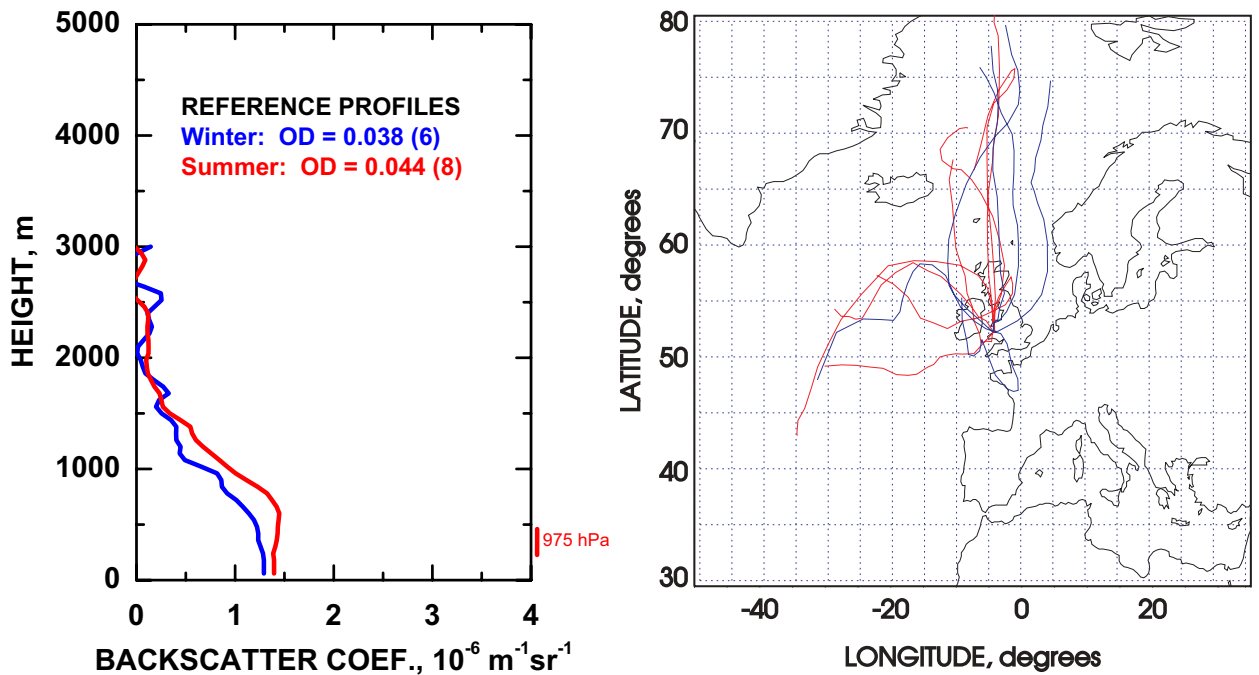 5000
4000
3000
2000
1000
0
HEIGHT, m
REFERENCE PROFILES
Winter:  OD = 0.038 (6)
Summer:  OD = 0.044 (8)
975 hPa
0 1 2 3 4
BACKSCATTER COEF., 10⁻⁶ m⁻¹sr⁻¹
80
70
60
50
40
30
LATITUDE, degrees
-40 -20 0 20
LONGITUDE, degrees